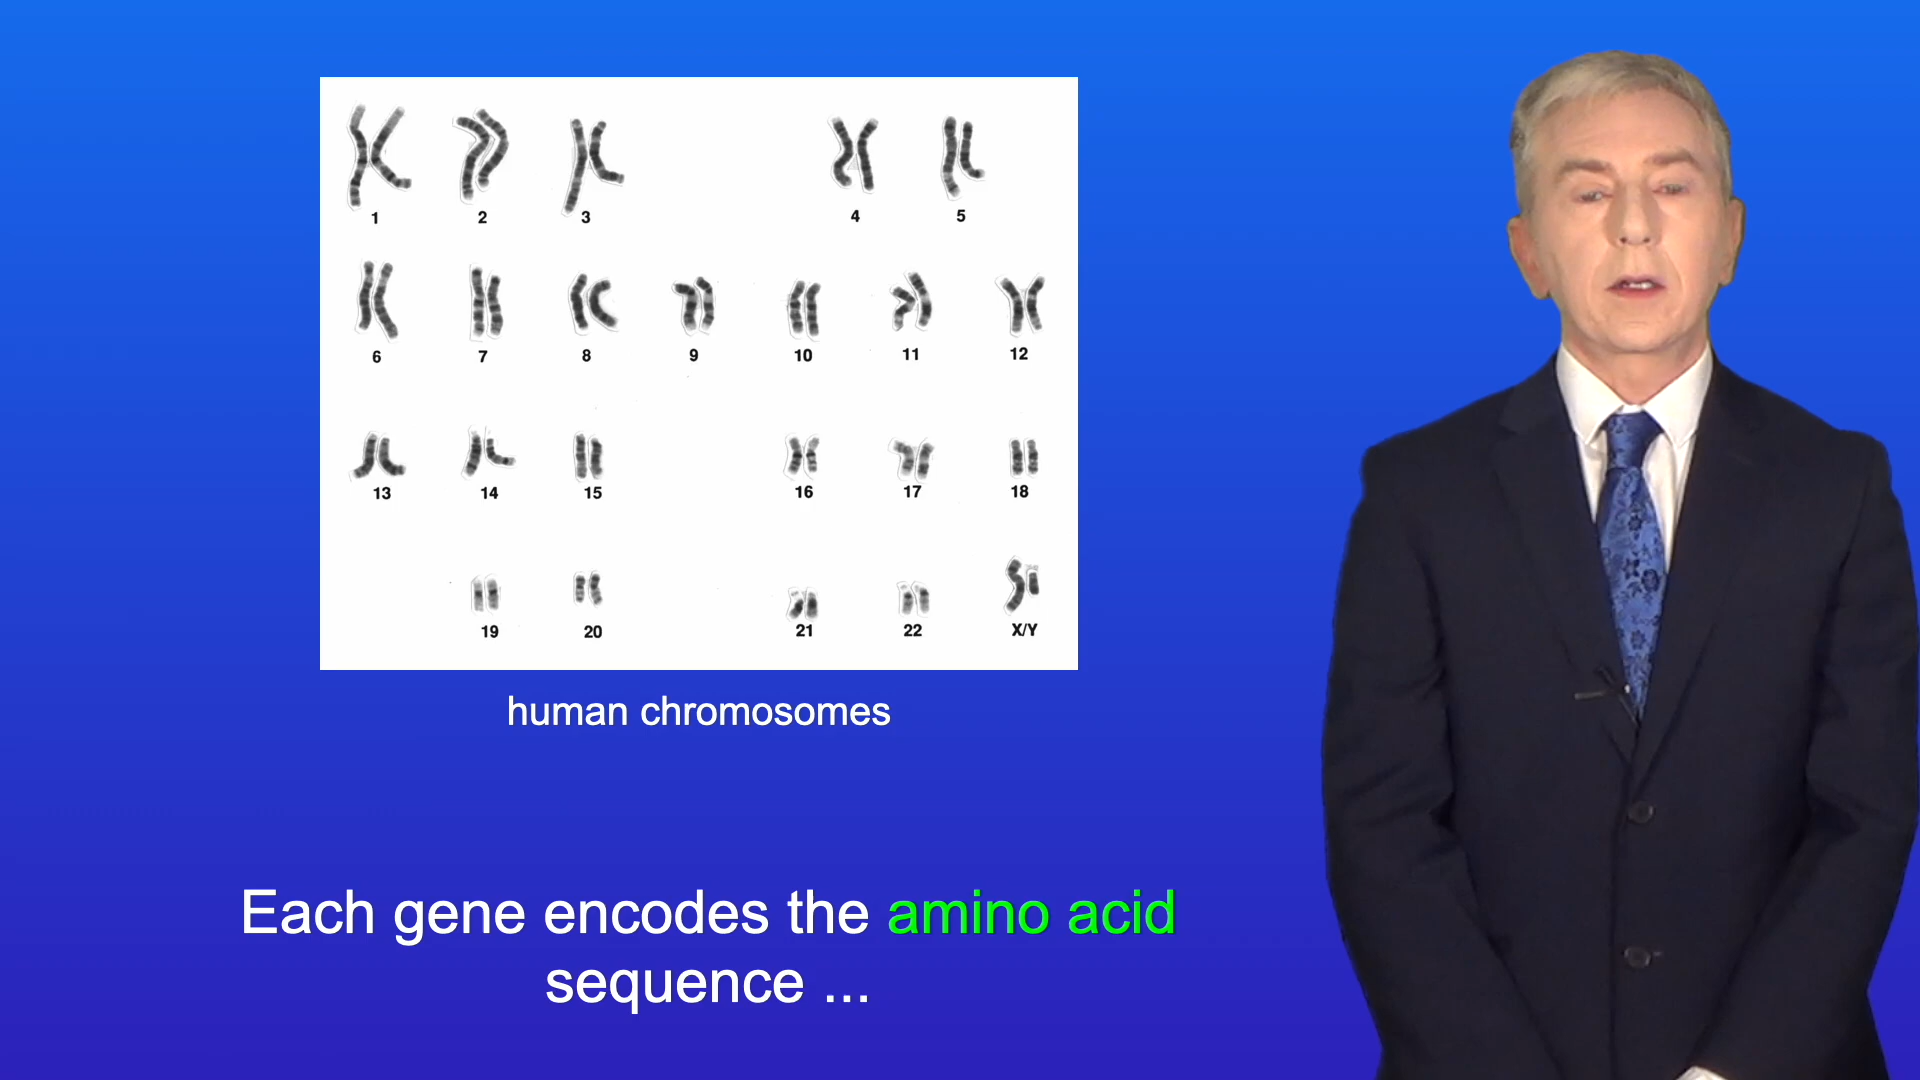 1 2 3 4 5
6 7 8 9 10 11 12
13 14 15 16 17 18
19 20 21 22 X/Y
human chromosomes
Each gene encodes the amino acid
sequence ...